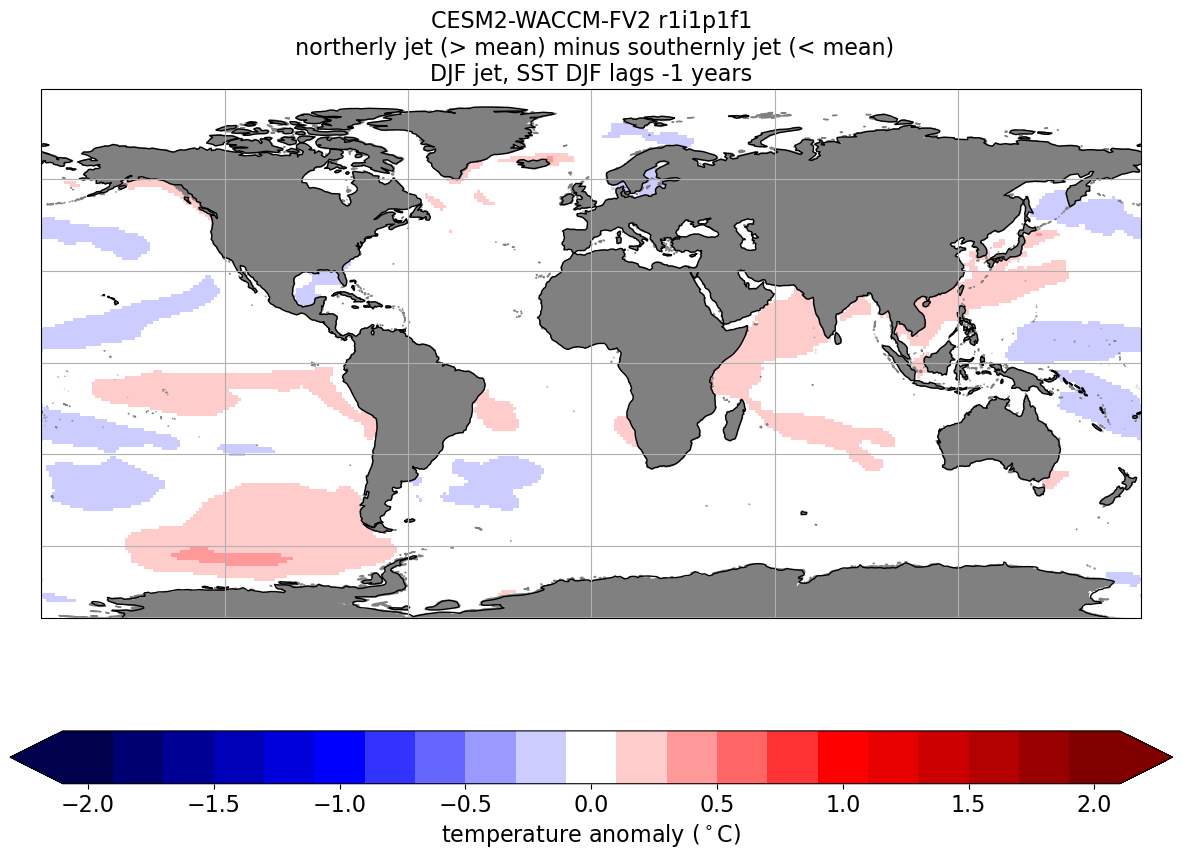 CESM2-WACCM-FV2 r1i1p1f1
northerly jet (> mean) minus southernly jet (< mean)
DJF jet, SST DJF lags -1 years
−2.0 −1.5 −1.0 −0.5 0.0 0.5 1.0 1.5 2.0
temperature anomaly (°C)